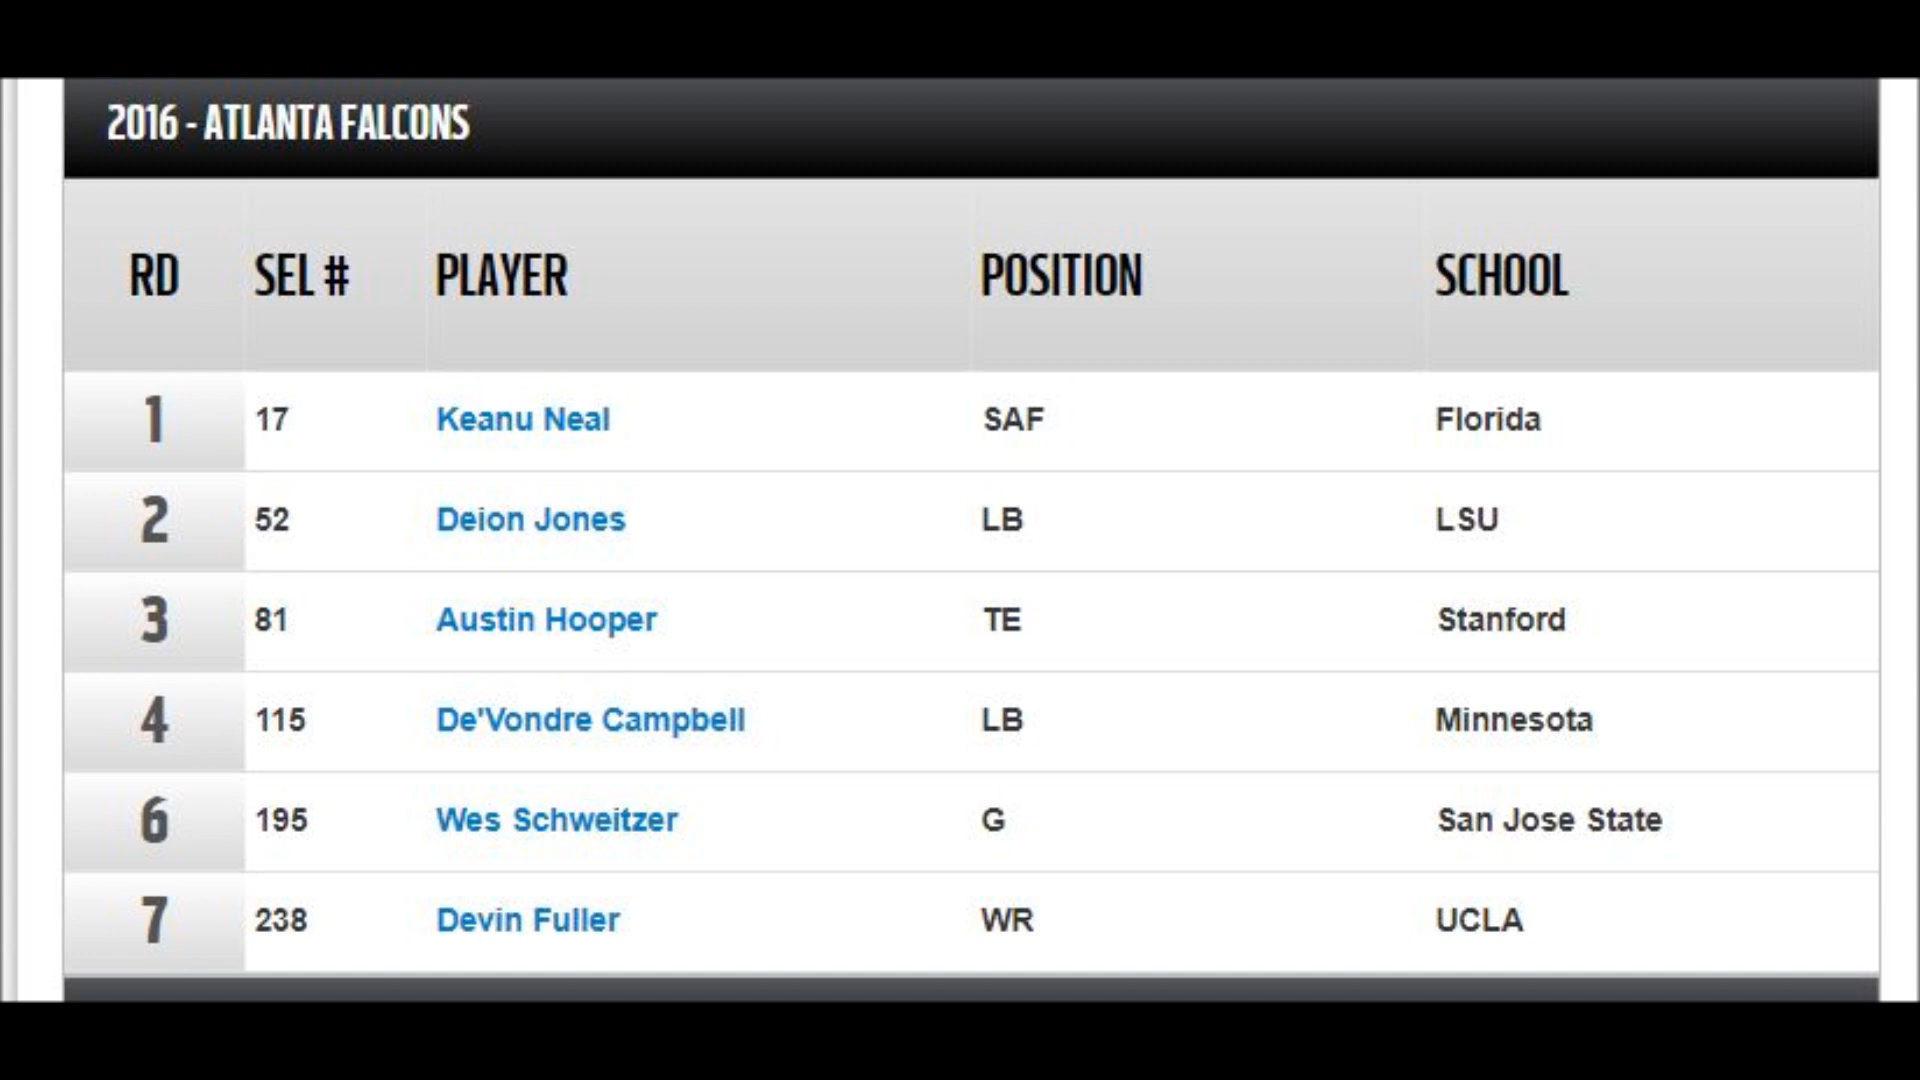 2016 - ATLANTA FALCONS
RD SEL # PLAYER POSITION SCHOOL
1 17 Keanu Neal SAF Florida
2 52 Deion Jones LB LSU
3 81 Austin Hooper TE Stanford
4 115 De'Vondre Campbell LB Minnesota
6 195 Wes Schweitzer G San Jose State
7 238 Devin Fuller WR UCLA